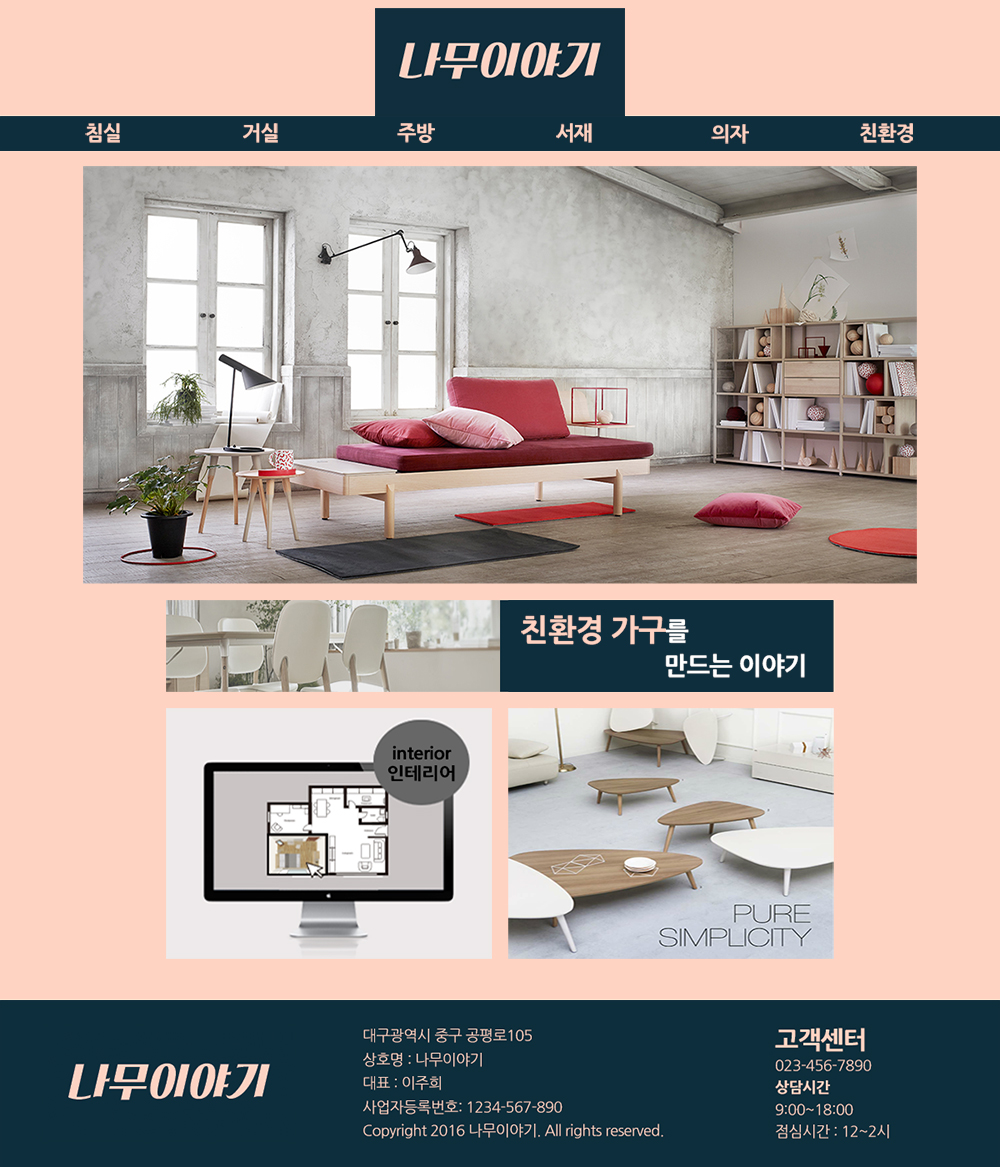 나무이야기
침실 거실 주방 서재 의자 친환경
친환경 가구를
만드는 이야기
interior
인테리어
PURE
SIMPLICITY
나무이야기
대구광역시 중구 공평로105
상호명 : 나무이야기
대표 : 이주희
사업자등록번호: 1234-567-890
Copyright 2016 나무이야기. All rights reserved.
고객센터
023-456-7890
상담시간
9:00~18:00
점심시간 : 12~2시